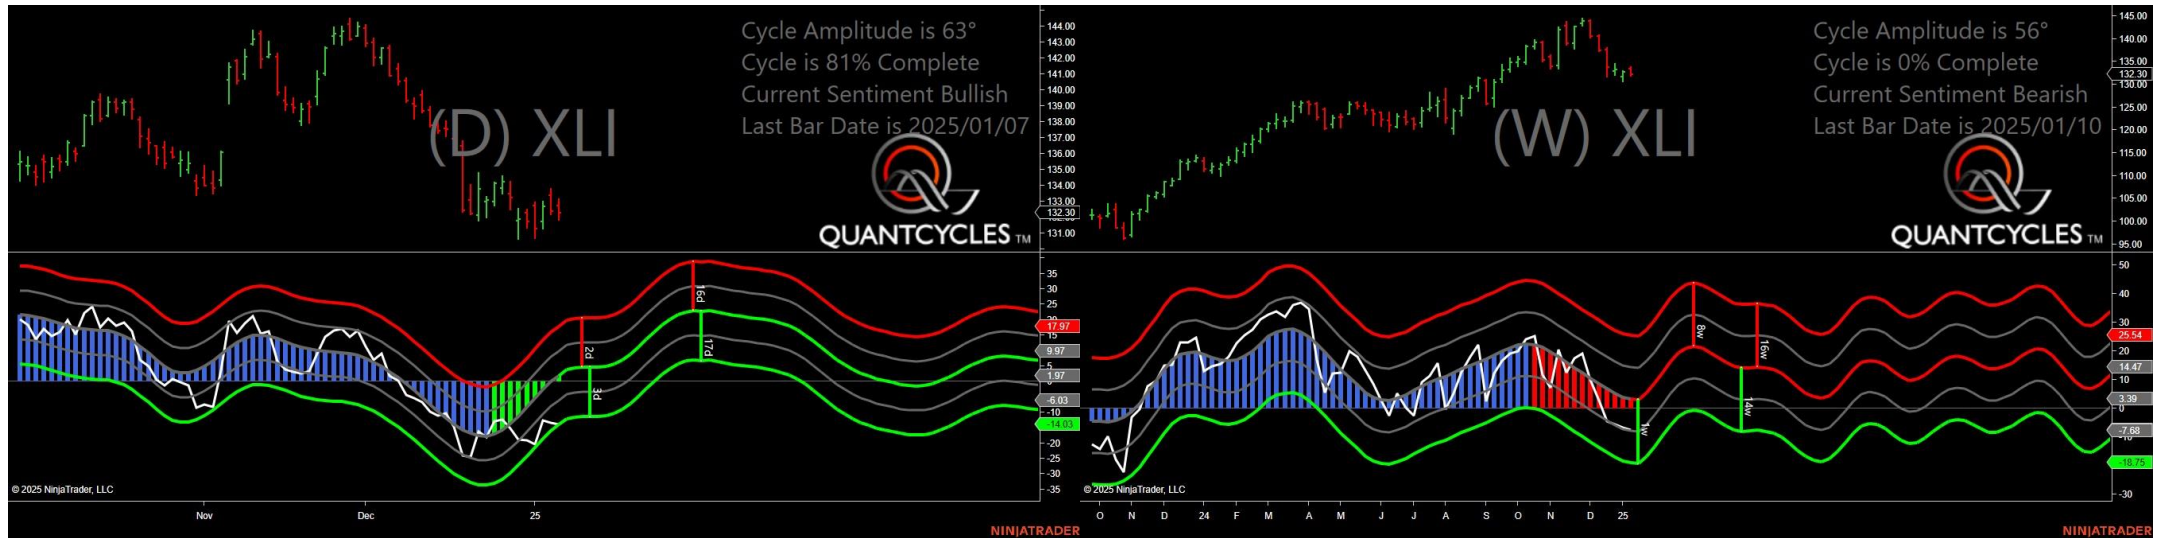 Cycle Amplitude is 63°
Cycle is 81% Complete
Current Sentiment Bullish
Last Bar Date is 2025/01/07
(D) XLI
QUANTCYCLES TM
144.00
143.00
142.00
141.00
140.00
139.00
138.00
137.00
136.00
135.00
134.00
133.00
132.30
131.00
16d
17d
2d
3d
35
30
25
20
17.97
15
9.97
5
1.97
-6.03
-10
-14.03
-20
-25
-30
-35
© 2025 NinjaTrader, LLC
Nov
Dec
25
NINJATRADER
Cycle Amplitude is 56°
Cycle is 0% Complete
Current Sentiment Bearish
Last Bar Date is 2025/01/10
(W) XLI
QUANTCYCLES TM
145.00
140.00
135.00
132.30
130.00
125.00
120.00
115.00
110.00
105.00
100.00
95.00
8w
16w
14w
1w
50
40
30
25.54
20
14.47
10
3.39
0
-7.68
-10
-18.75
-30
© 2025 NinjaTrader, LLC
O N D 24 F M A M J J A S O N D 25
NINJATRADER